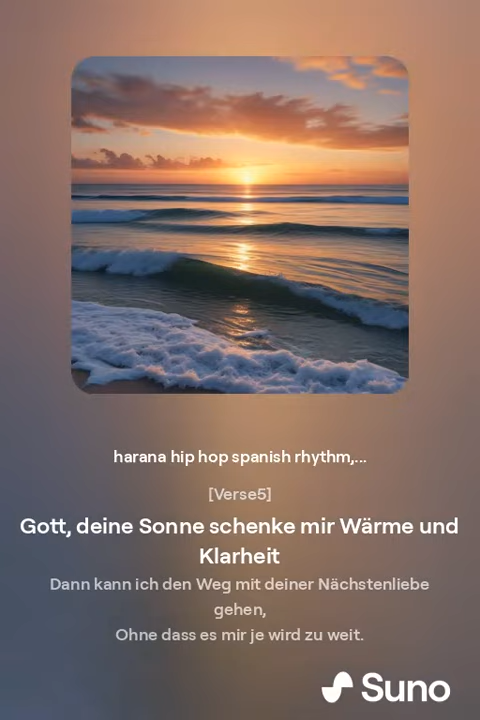 harana hip hop spanish rhythm,...
[Verse5]
Gott, deine Sonne schenke mir Wärme und
Klarheit
Dann kann ich den Weg mit deiner Nächstenliebe
gehen,
Ohne dass es mir je wird zu weit.
Suno